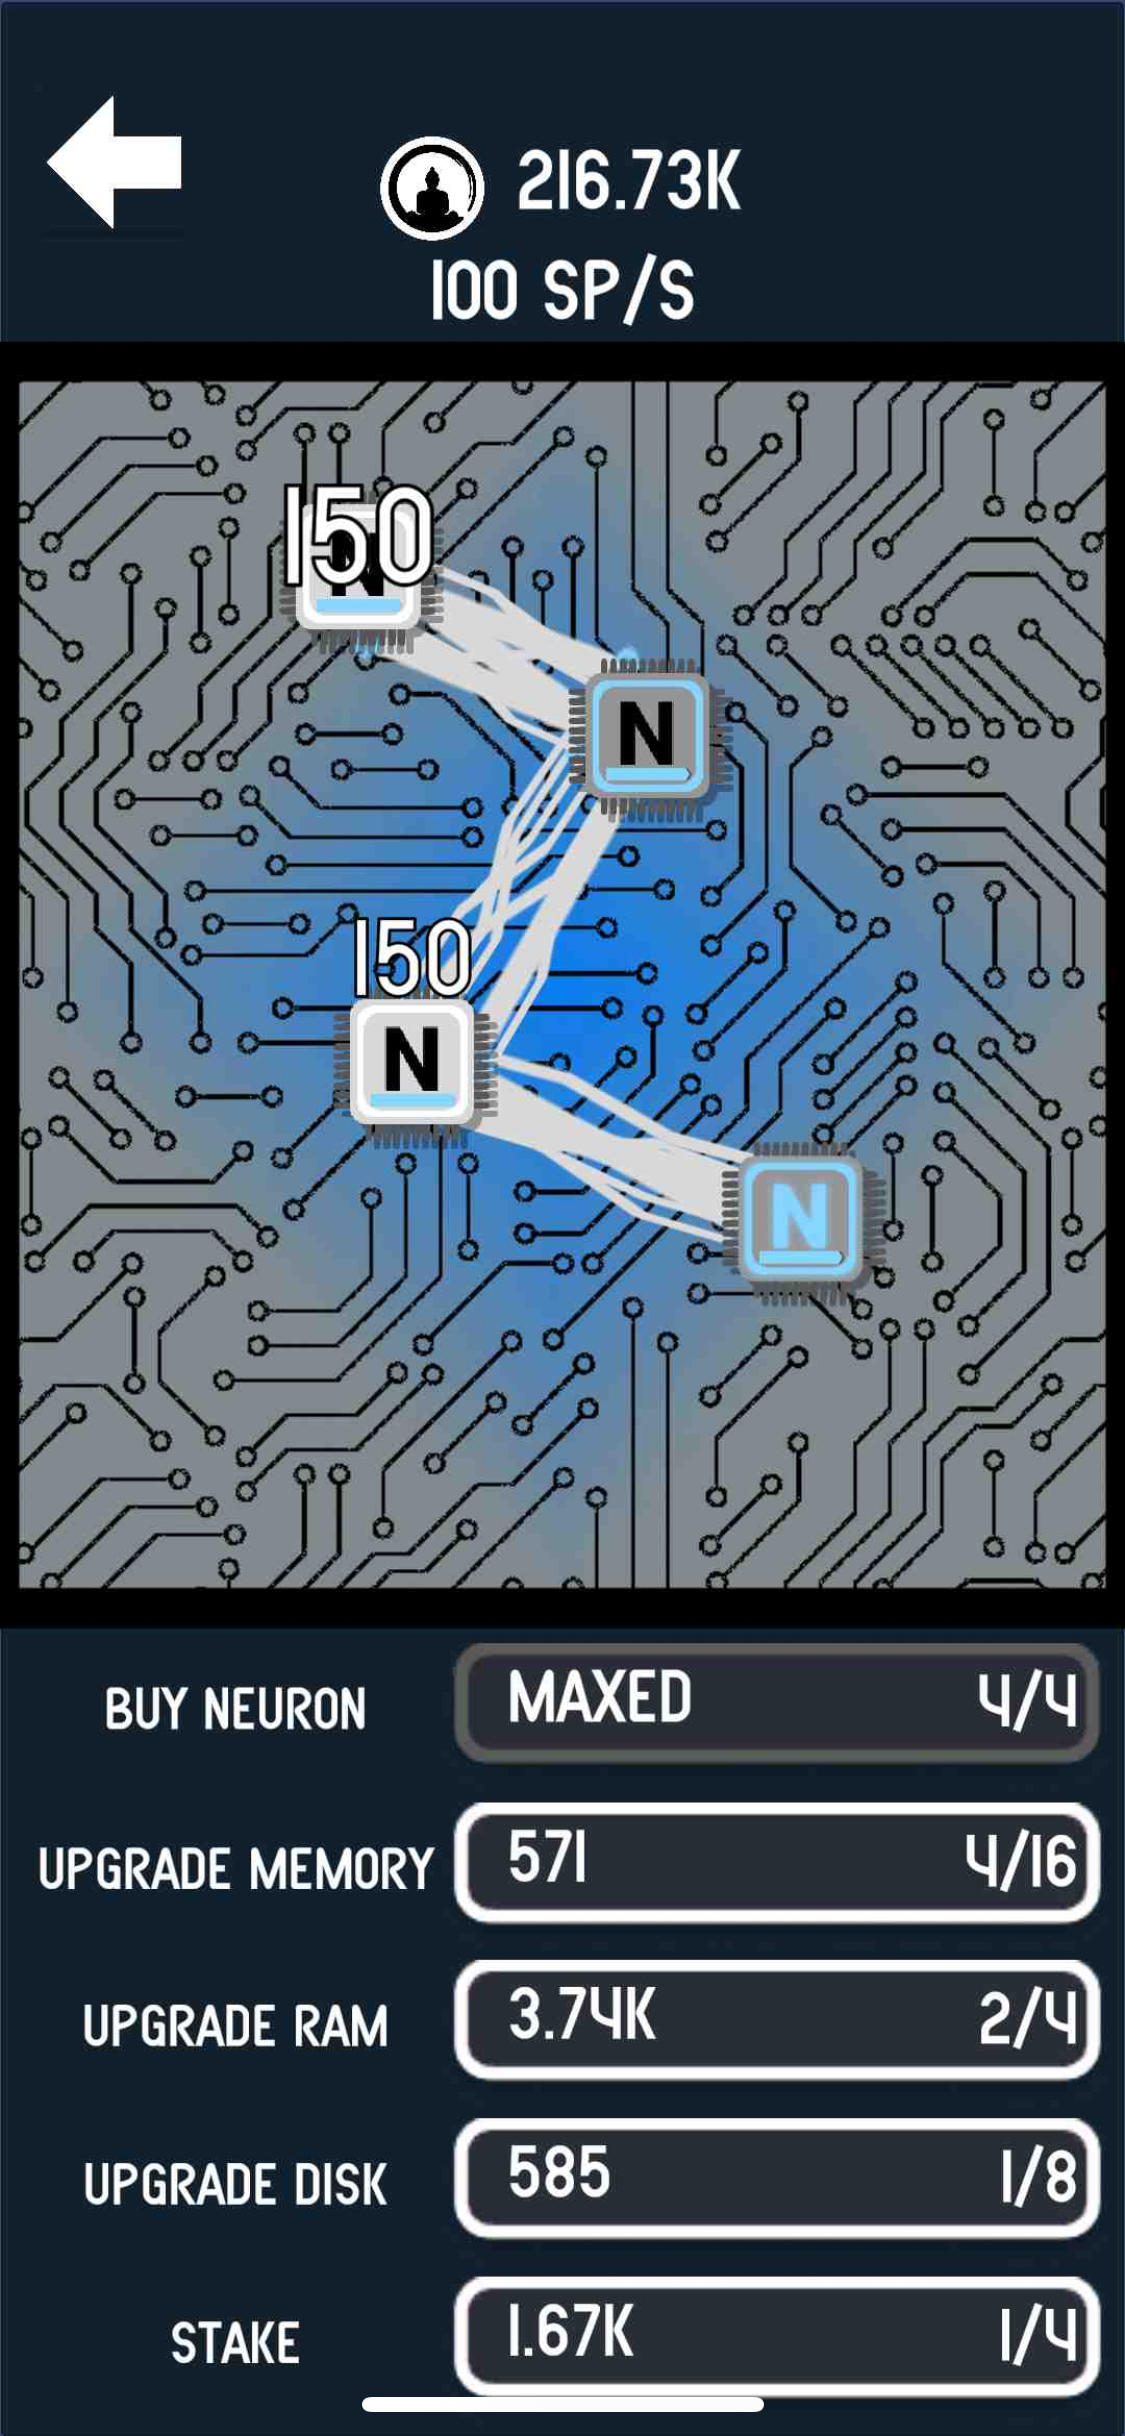 216.73K
100 SP/S
150
N
N
150
N
N
BUY NEURON MAXED 4/4
UPGRADE MEMORY 571 4/16
UPGRADE RAM 3.74K 2/4
UPGRADE DISK 585 1/8
STAKE 1.67K 1/4